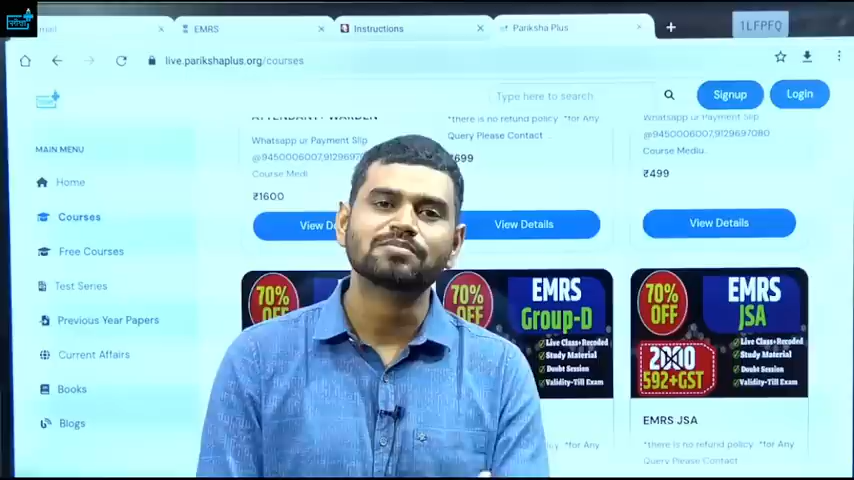 EMRS
Instructions
Pariksha Plus
1LFPFQ
live.parikshaplus.org/courses
Type here to search
Signup
Login
MAIN MENU
Home
Courses
Free Courses
Test Series
Previous Year Papers
Current Affairs
Books
Blogs
Whatsapp ur Payment Slip
@9450006007,9129697
Course Medi
₹1600
View De
*there is no refund policy *for Any
Query Please Contact ...
₹699
View Details
Whatsapp ur Payment Slip
@9450006007,9129697080
Course Mediu..
₹499
View Details
70%
OFF
70%
OFF
EMRS
Group-D
Live Class+Recoded
Study Material
Doubt Session
Validity-Till Exam
70%
OFF
EMRS
JSA
2000
592+GST
Live Class+Recoded
Study Material
Doubt Session
Validity-Till Exam
EMRS JSA
*for Any
*there is no refund policy *for Any
Query Please Contact